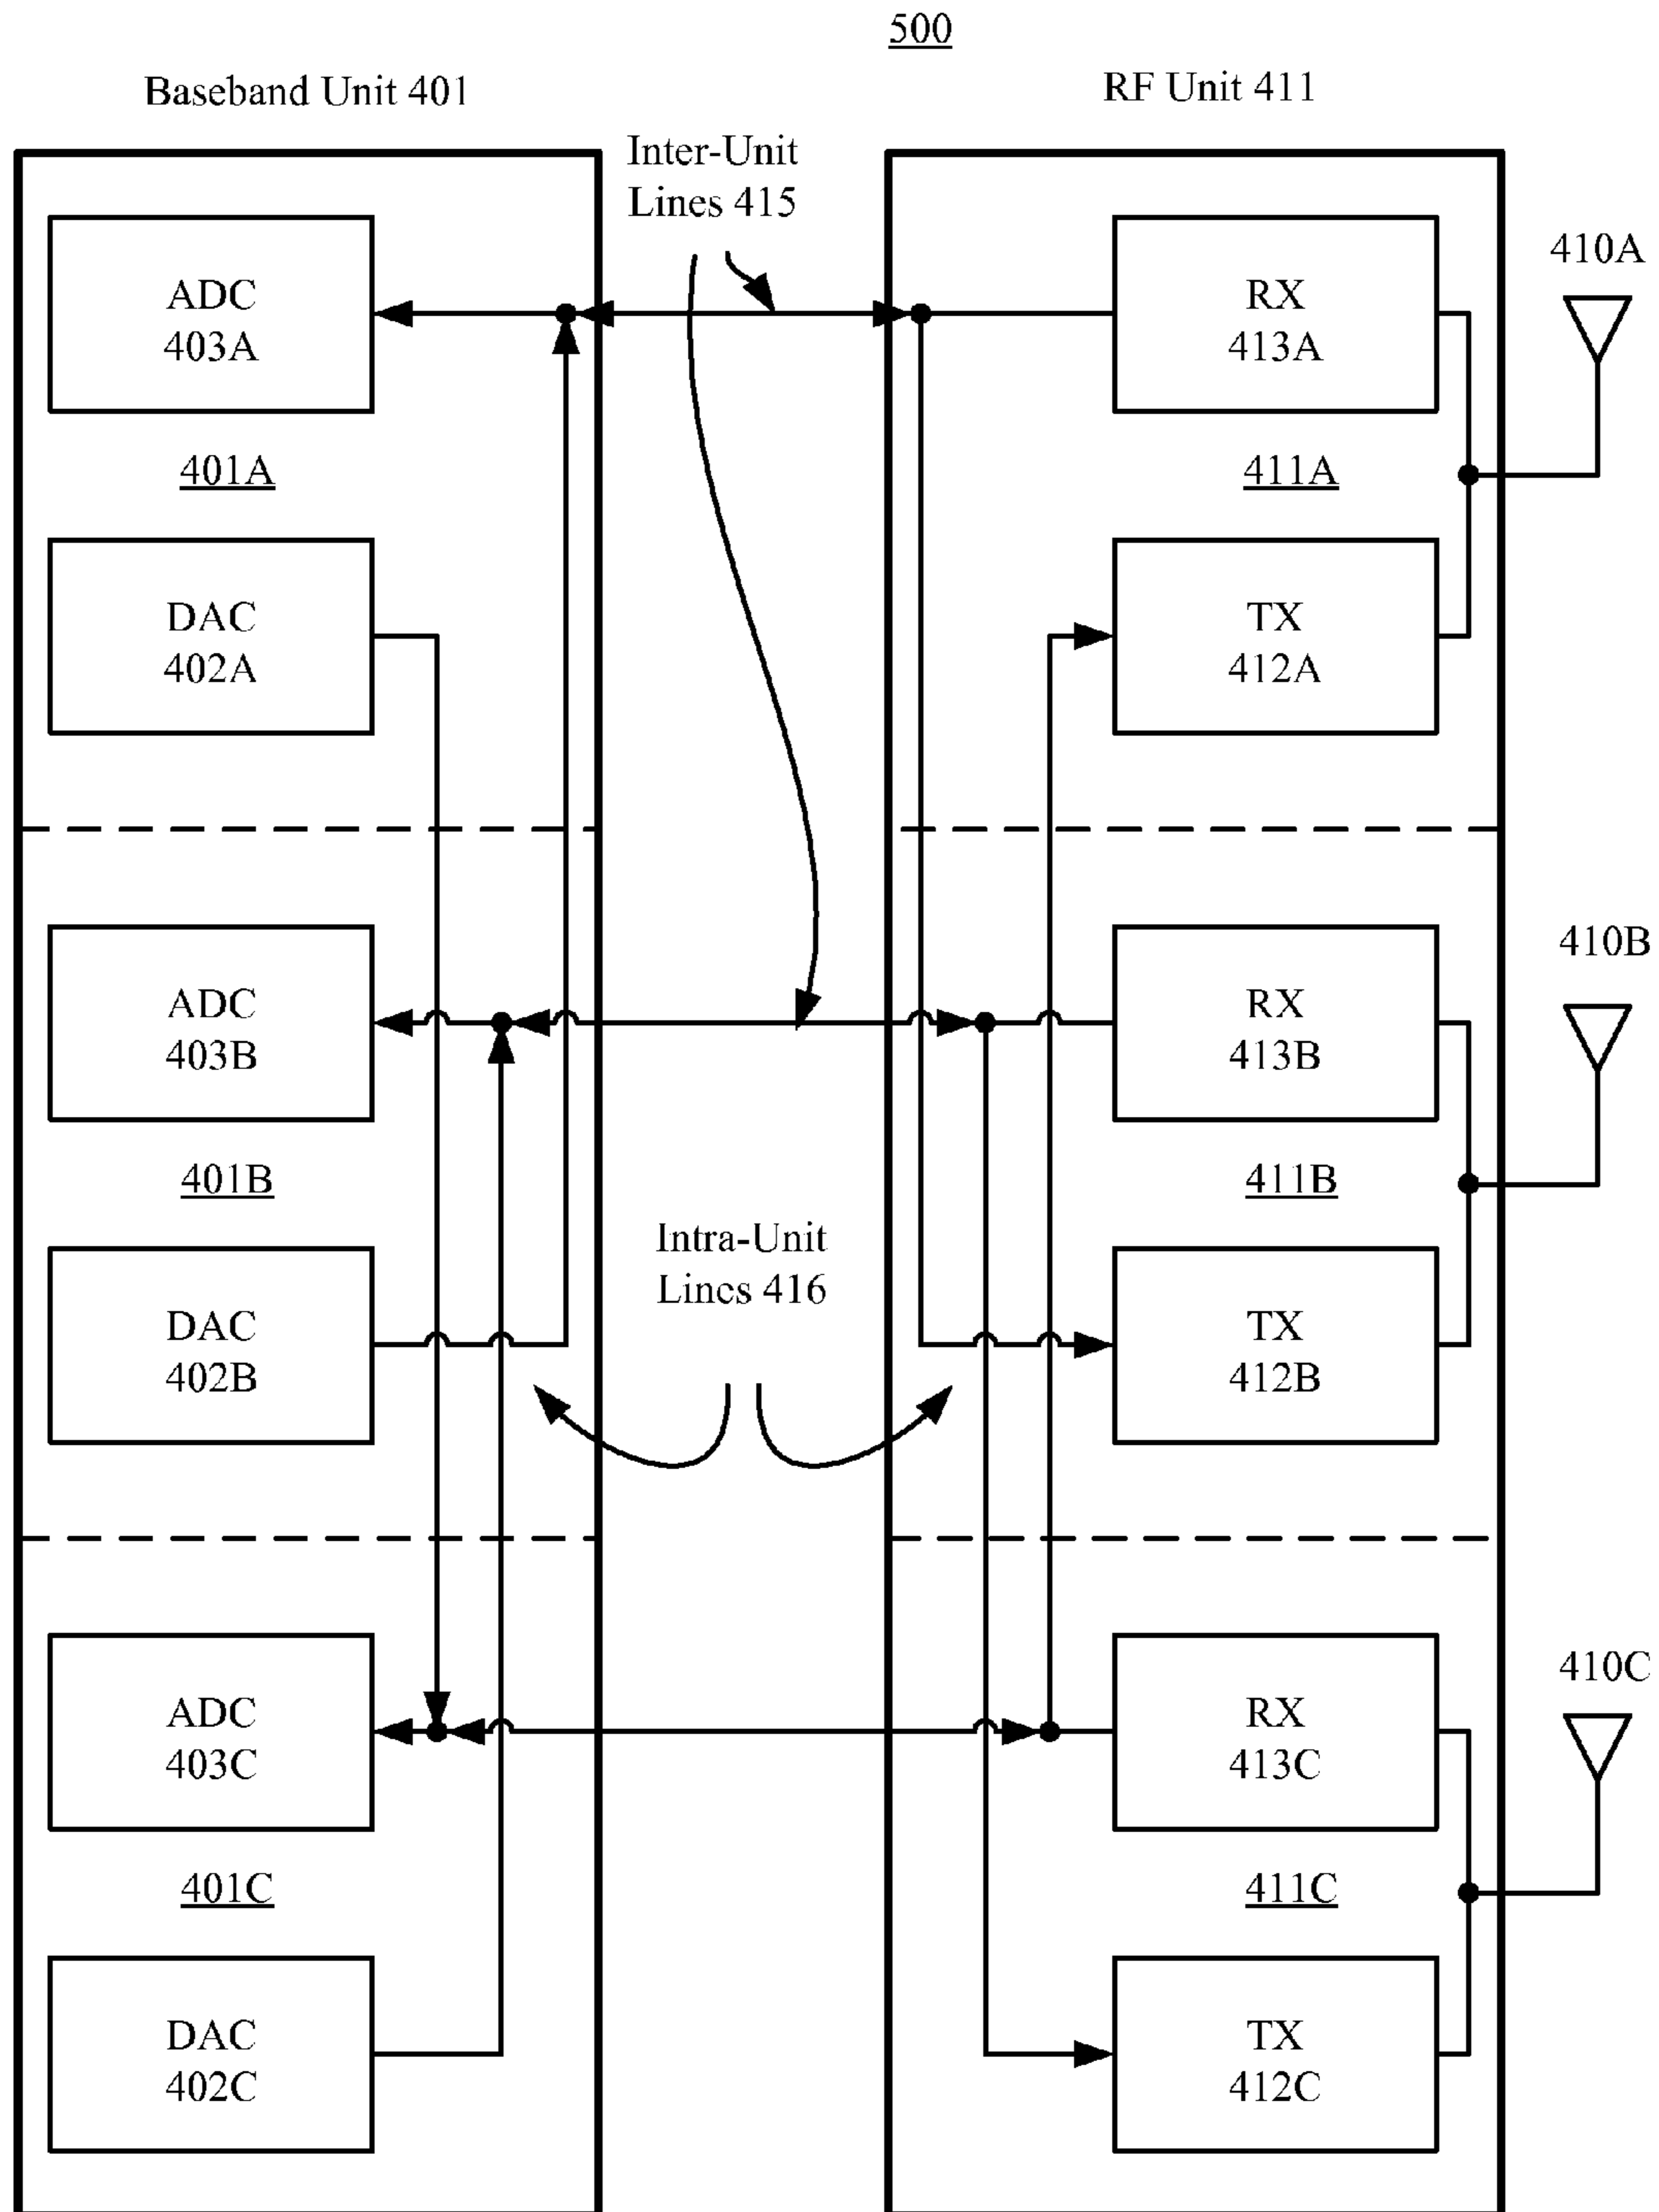 500
Baseband Unit 401
RF Unit 411
Inter-Unit
Lines 415
ADC
403A
RX
413A
410A
401A
411A
DAC
402A
TX
412A
ADC
403B
RX
413B
410B
401B
411B
Intra-Unit
Lines 416
DAC
402B
TX
412B
ADC
403C
RX
413C
410C
401C
411C
DAC
402C
TX
412C